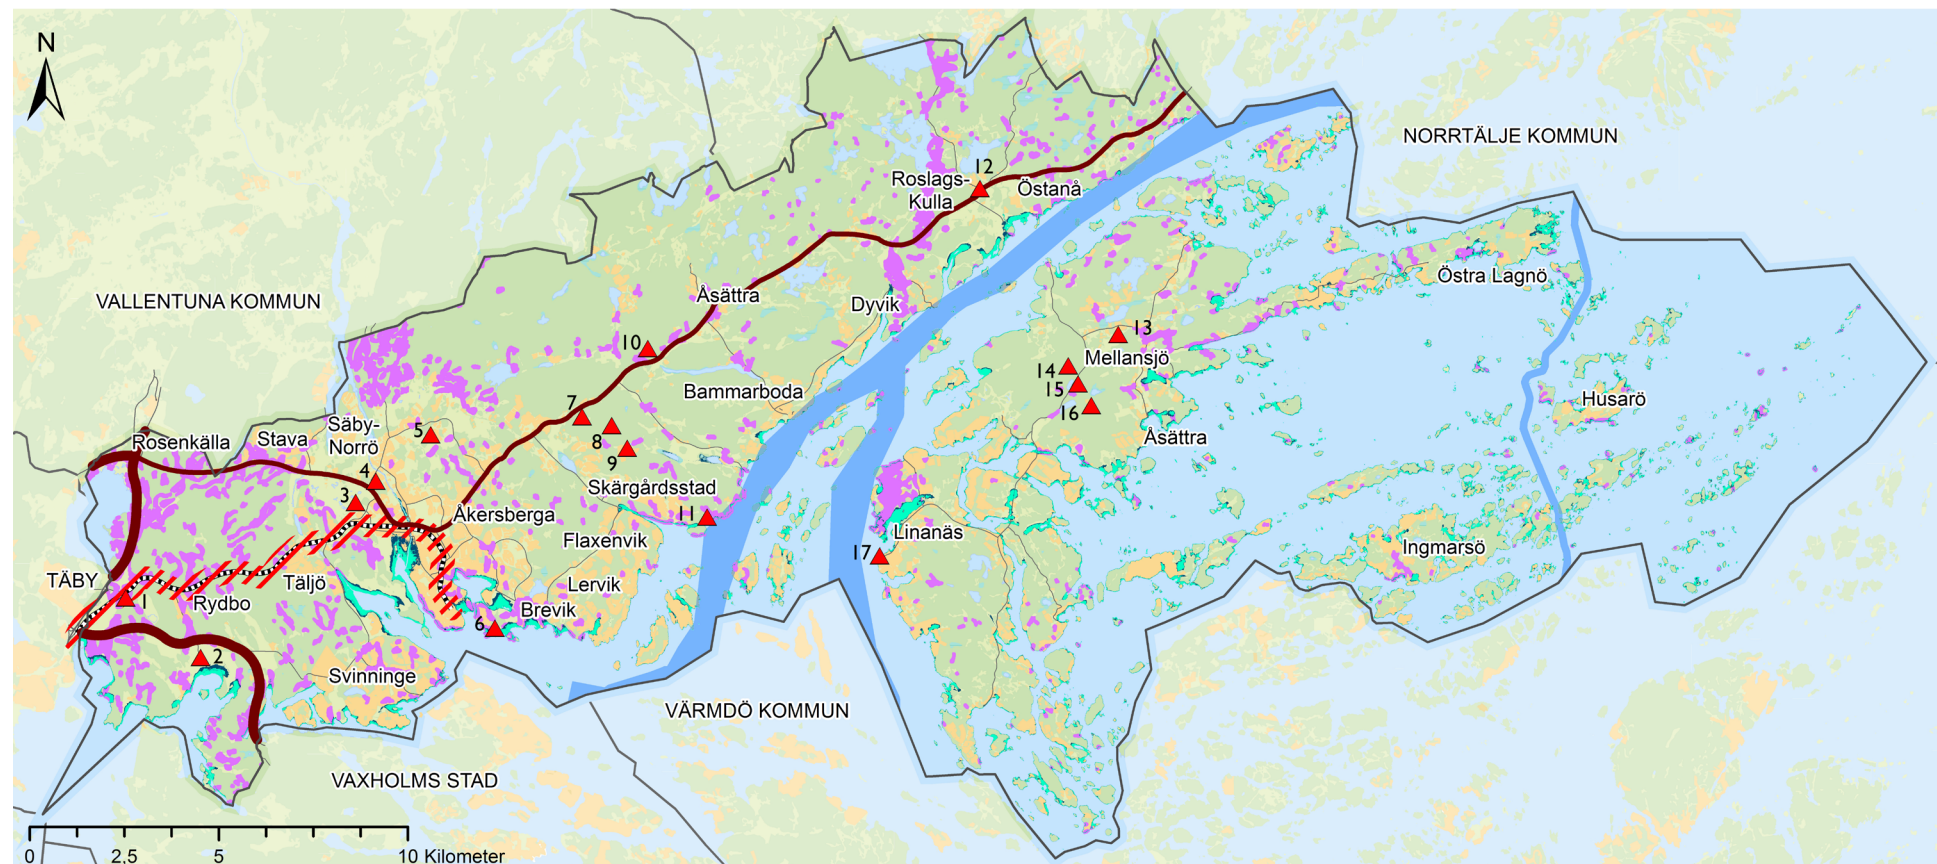 N
NORRTÄLJE KOMMUN
12
Roslags-
Kulla
Östanå
Östra Lagnö
VALLENTUNA KOMMUN
Åsättra
Dyvik
13
10
Mellansjö
14
15
16
Bammarboda
Husarö
7
8
9
Säby-
Norrö
5
Rosenkälla
Stava
Åsättra
4
3
Skärgårdsstad
11
Åkersberga
Linanäs
17
Flaxenvik
Ingmarsö
TÄBY
1
Rydbo
Täljö
Lervik
Brevik
6
2
Svinninge
VÄRMDÖ KOMMUN
VAXHOLMS STAD
0
2,5
5
10 Kilometer